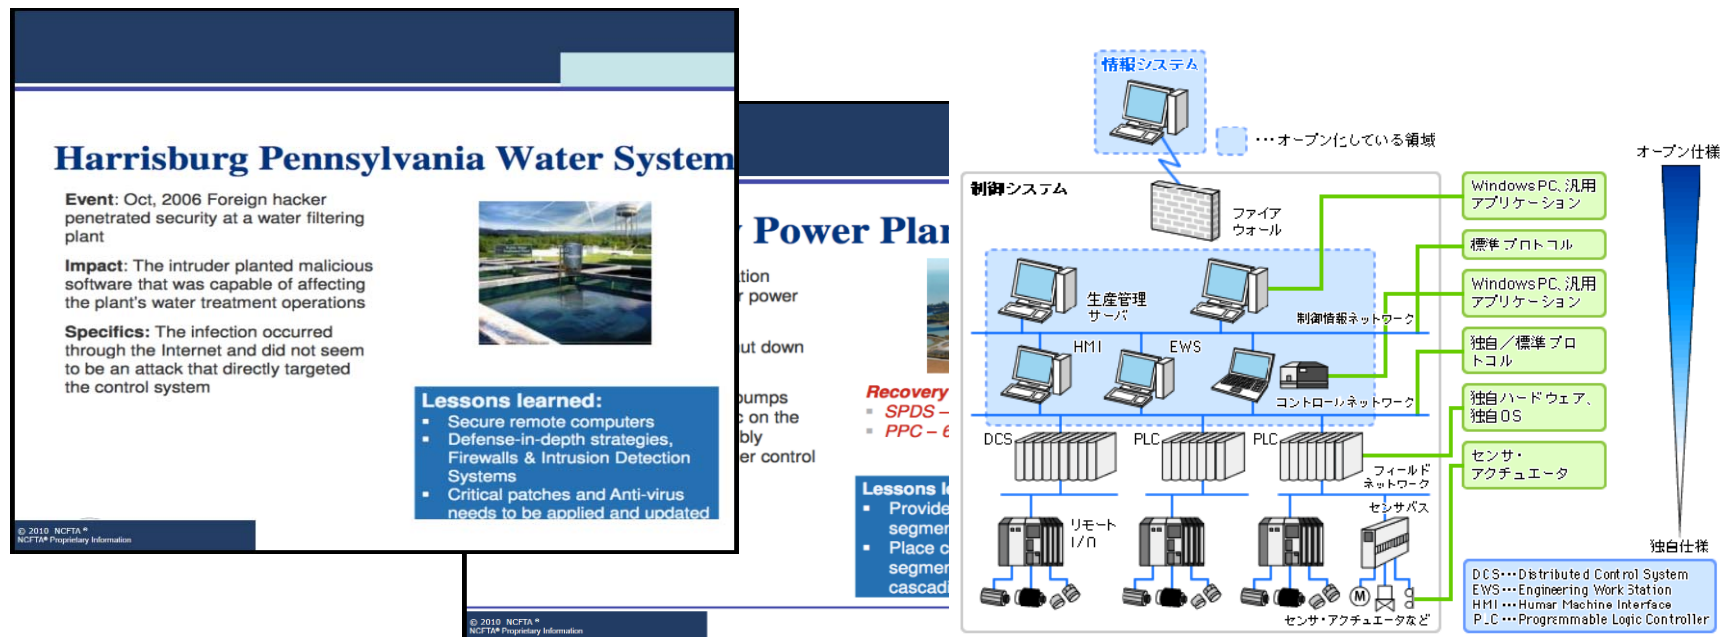 Harrisburg Pennsylvania Water System
Event: Oct, 2006 Foreign hacker
penetrated security at a water filtering
plant
Impact: The intruder planted malicious
software that was capable of affecting
the plant's water treatment operations
Specifics: The infection occurred
through the Internet and did not seem
to be an attack that directly targeted
the control system
Lessons learned:
Secure remote computers
Defense-in-depth strategies,
Firewalls & Intrusion Detection
Systems
Critical patches and Anti-virus
needs to be applied and updated
© 2010 NCFTA ®
NCFTA® Proprietary Information
Power Plan
power
ut down
on the
er control
Recovery
SPDS –
PPC – 6
Lessons
Provide
segmen
Place c
segmen
cascadi
© 2010 NCFTA ®
NCFTA® Proprietary Information
情報システム
・・・オープン化している領域
制御システム
ファイア
ウォール
生産管理
サーバ
制御情報ネットワーク
HMI
EWS
コントロールネットワーク
DCS
PLC
PLC
フィールド
ネットワーク
センサバス
リモート
I/O
M
センサ・アクチュエータなど
Windows PC、汎用
アプリケーション
標準プロトコル
Windows PC、汎用
アプリケーション
独自／標準プロ
トコル
独自ハードウェア、
独自OS
センサ・
アクチュエータ
オープン仕様
独自仕様
DCS・・・Distributed Control System
EWS・・・Engineering Work Station
HMI・・・Human Machine Interface
PLC・・・Programmable Logic Controller